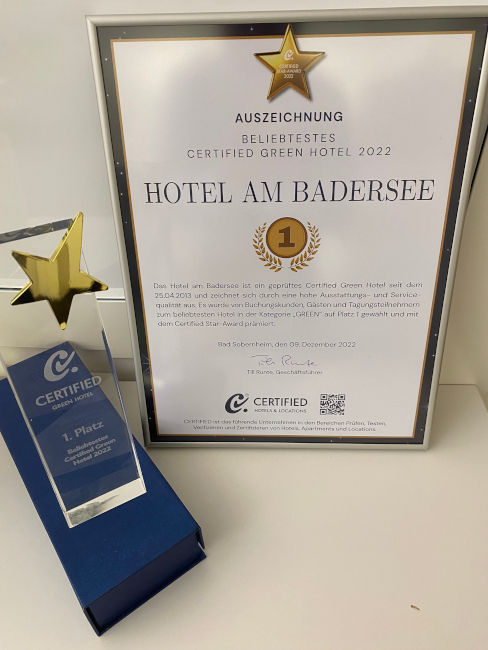 CERTIFIED
STAR-AWARD
2022
AUSZEICHNUNG
BELIEBTESTES
CERTIFIED GREEN HOTEL 2022
HOTEL AM BADERSEE
1
Das Hotel am Badersee ist ein geprüftes Certified Green Hotel seit dem
25.04.2013 und zeichnet sich durch eine hohe Ausstattungs- und Service-
qualität aus. Es wurde von Buchungskunden, Gästen und Tagungsteilnehmern
zum beliebtesten Hotel in der Kategorie „GREEN" auf Platz 1 gewählt und mit
dem Certified Star-Award prämiert.
Bad Sobernheim, den 09. Dezember 2022
Till Runte, Geschäftsführer
CERTIFIED
HOTELS & LOCATIONS
CERTIFIED ist das führende Unternehmen in den Bereichen Prüfen, Testen,
Verifizieren und Zertifizieren von Hotels, Apartments und Locations.
CERTIFIED
GREEN HOTEL
1. Platz
Beliebtestes
Certified Green
Hotel 2022